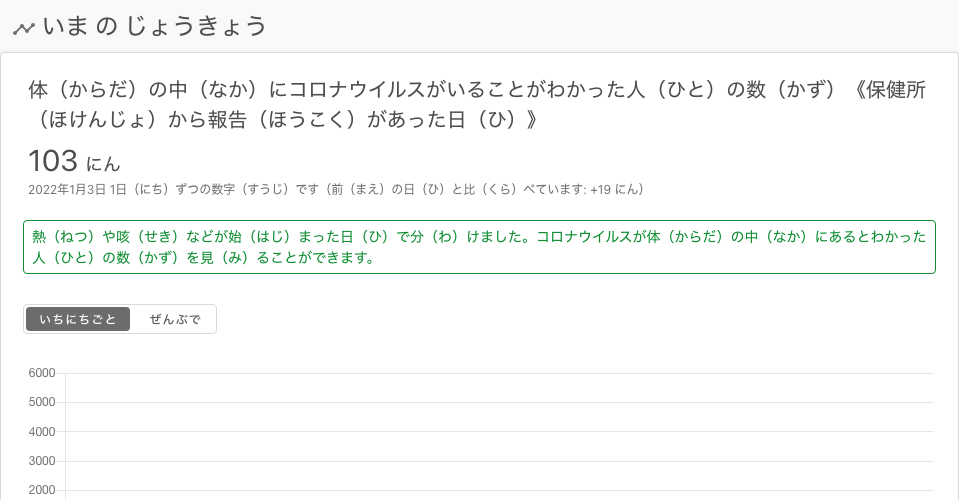 いま の じょうきょう
体（からだ）の中（なか）にコロナウイルスがいることがわかった人（ひと）の数（かず）《保健所
（ほけんじょ）から報告（ほうこく）があった日（ひ）》
103 にん
2022年1月3日 1日（にち）ずつの数字（すうじ）です（前（まえ）の日（ひ）と比（くら）べています: +19 にん）
熱（ねつ）や咳（せき）などが始（はじ）まった日（ひ）で分（わ）けました。コロナウイルスが体（からだ）の中（なか）にあるとわかった
人（ひと）の数（かず）を見（み）ることができます。
いちにちごと ぜんぶで
6000
5000
4000
3000
2000